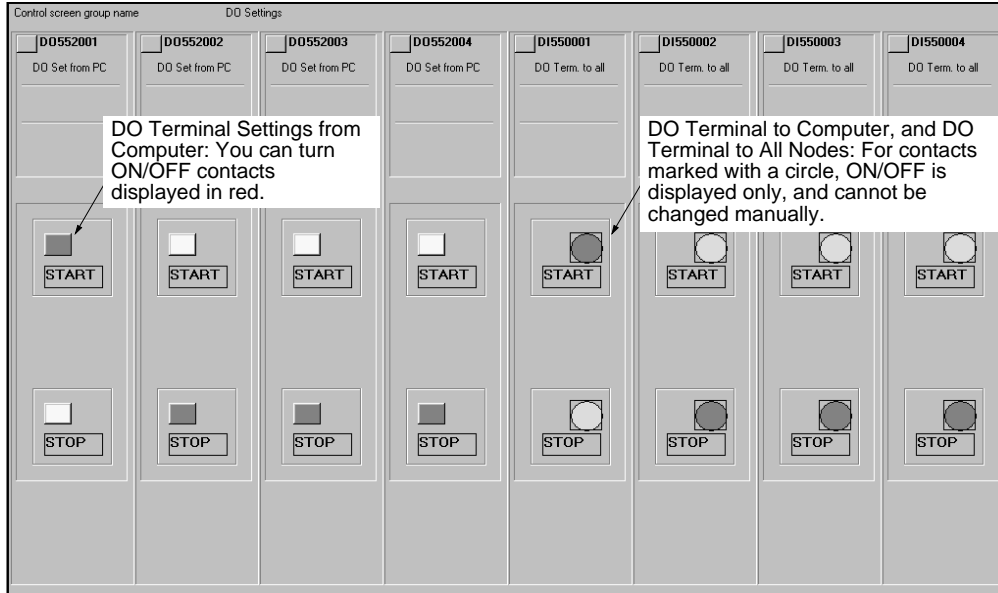 Control screen group name DO Settings
DO552001 DO552002 DO552003 DO552004 DI550001 DI550002 DI550003 DI550004
DO Set from PC DO Set from PC DO Set from PC DO Set from PC DO Term. to all DO Term. to all DO Term. to all DO Term. to all
DO Terminal Settings from
Computer: You can turn
ON/OFF contacts
displayed in red.
DO Terminal to Computer, and DO
Terminal to All Nodes: For contacts
marked with a circle, ON/OFF is
displayed only, and cannot be
changed manually.
START START START START START START START START
STOP STOP STOP STOP STOP STOP STOP STOP